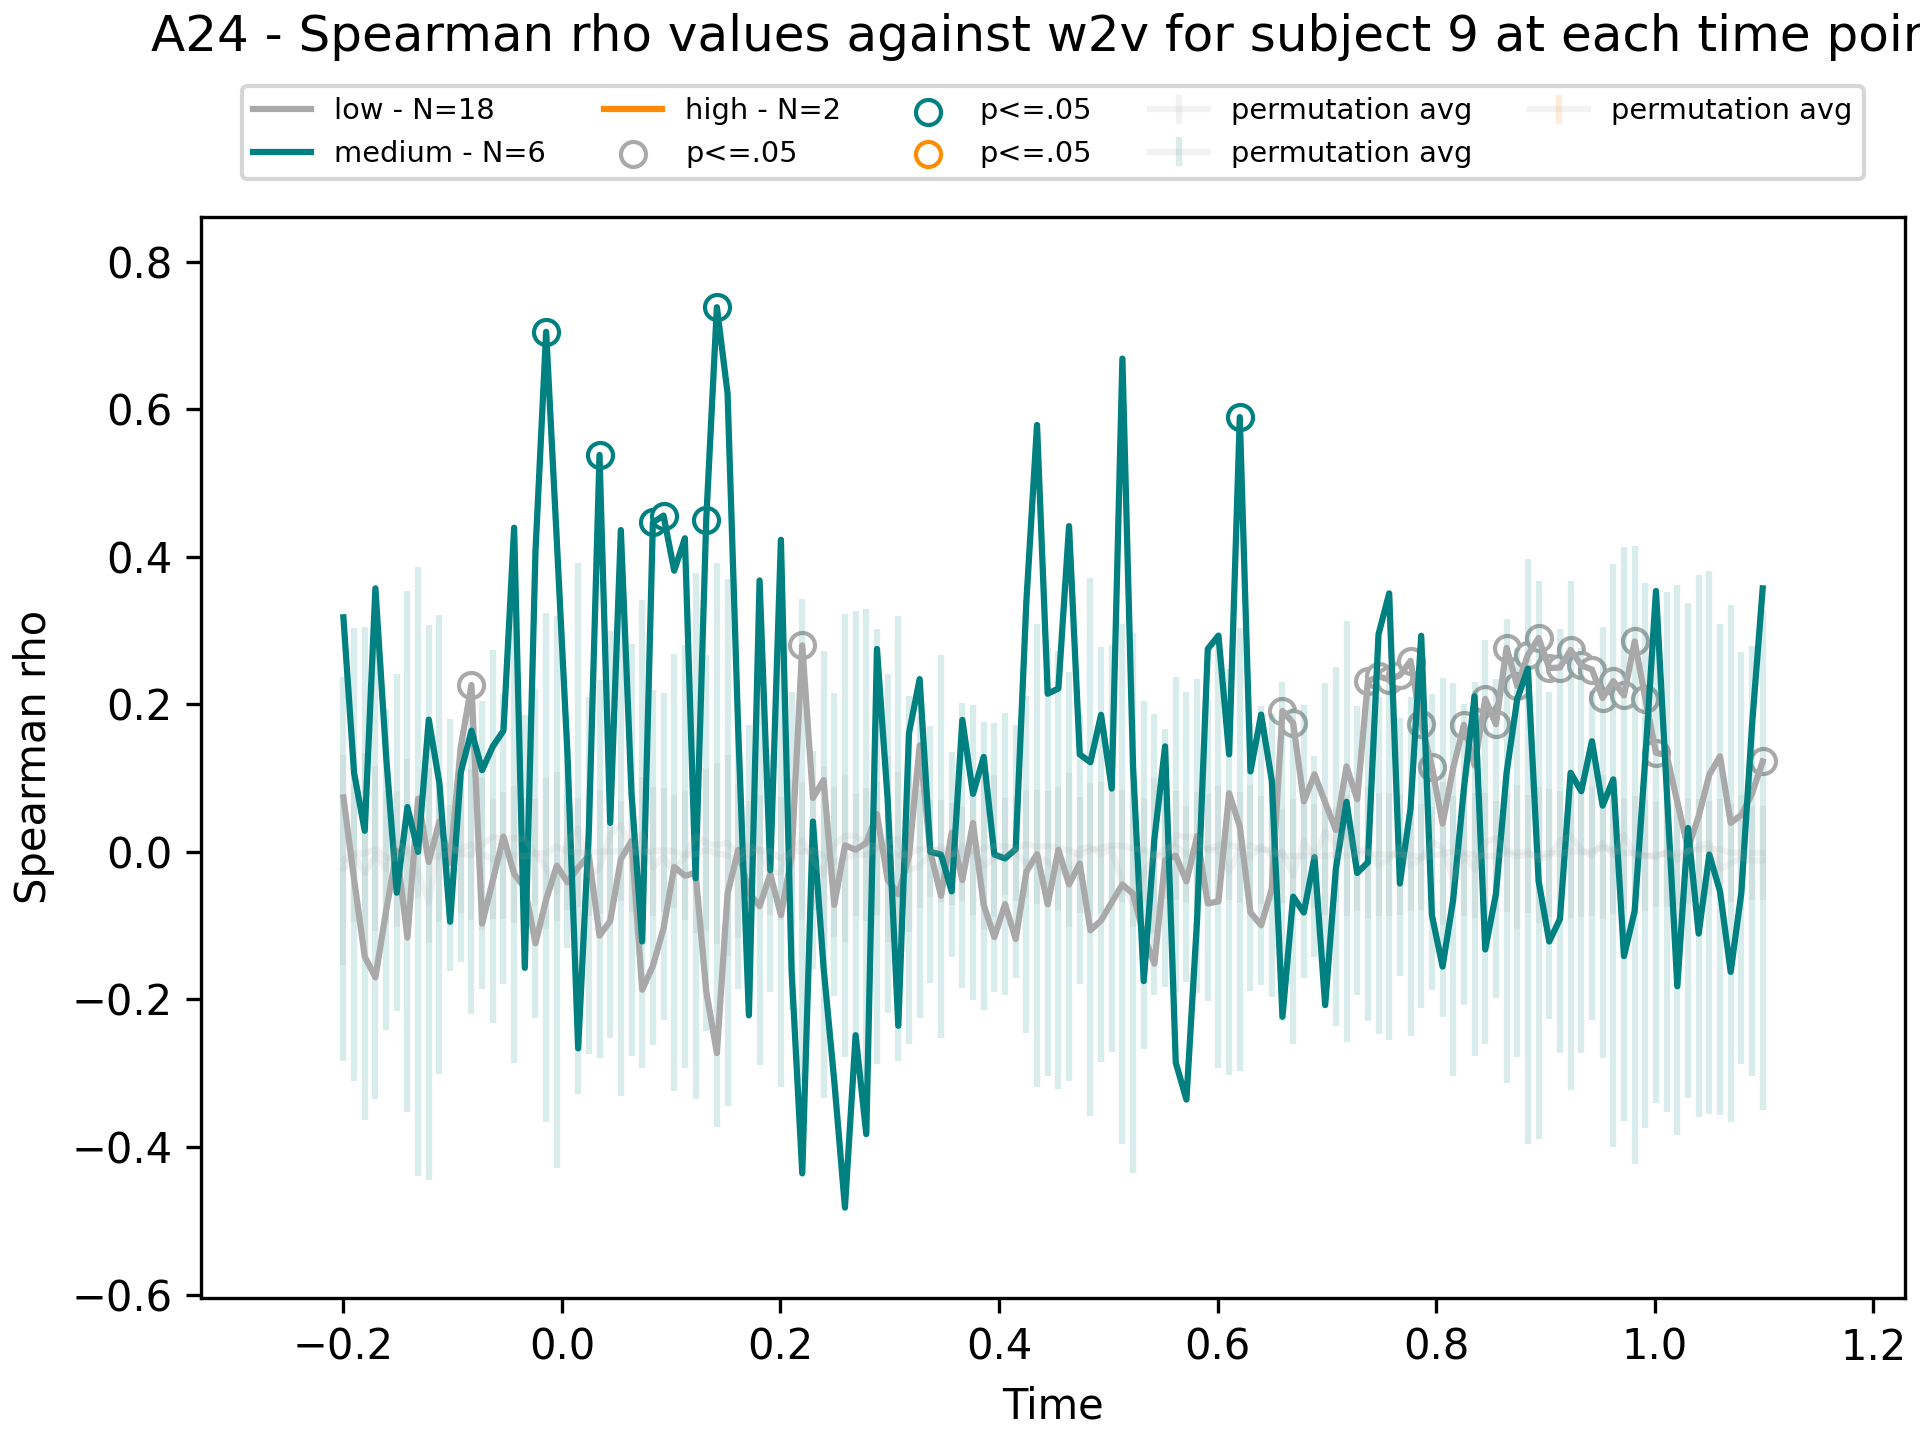 A24 - Spearman rho values against w2v for subject 9 at each time poin
low - N=18 high - N=2 p<=.05 permutation avg permutation avg
medium - N=6 p<=.05 p<=.05 permutation avg
0.8
0.6
0.4
0.2
0.0
−0.2
−0.4
−0.6
Spearman rho
−0.2 0.0 0.2 0.4 0.6 0.8 1.0 1.2
Time